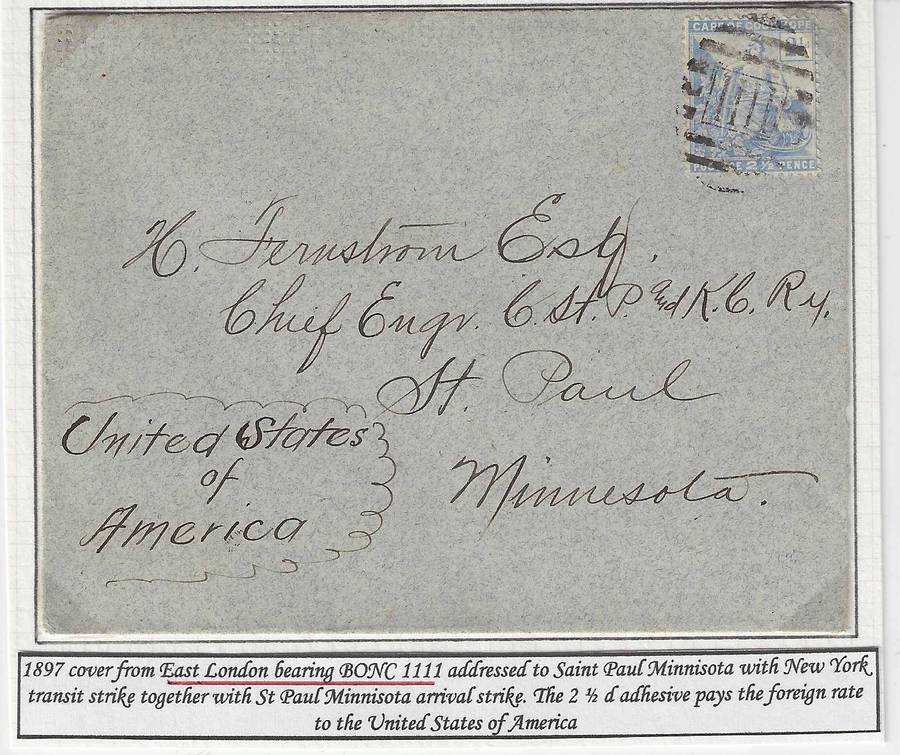 CAPE OF GOOD HOPE
2½
POSTAGE 2½ PENCE
1111
H. Fernström Esq.
Chief Engr. C. St. P. and K. C. Ry.
St. Paul
Minnesota.
United States
of
America
1897 cover from East London bearing BONC 1111 addressed to Saint Paul Minnisota with New York
transit strike together with St Paul Minnisota arrival strike. The 2 ½ d adhesive pays the foreign rate
to the United States of America